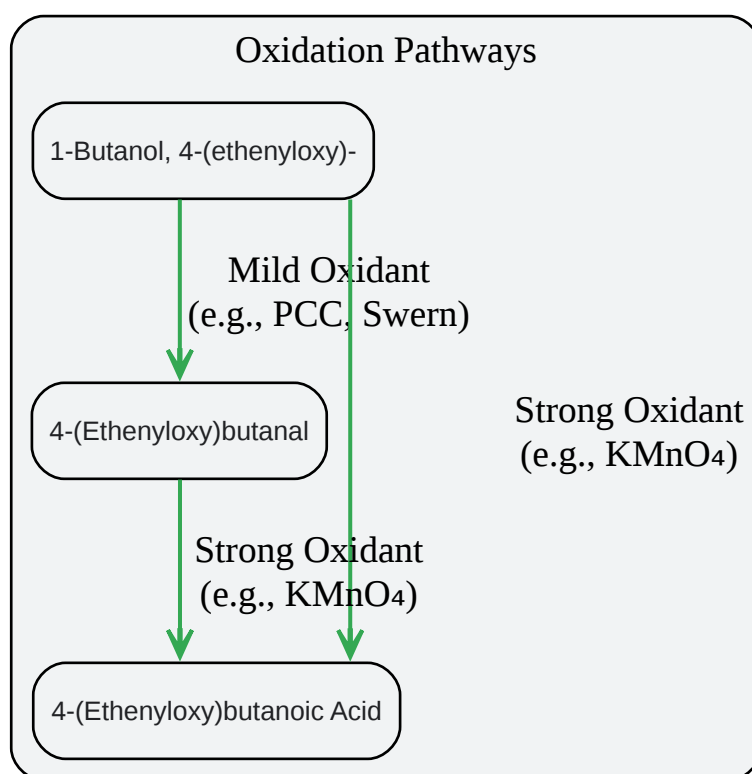 Oxidation Pathways
1-Butanol, 4-(ethenyloxy)-
Mild Oxidant
(e.g., PCC, Swern)
4-(Ethenyloxy)butanal
Strong Oxidant
(e.g., KMnO₄)
Strong Oxidant
(e.g., KMnO₄)
4-(Ethenyloxy)butanoic Acid